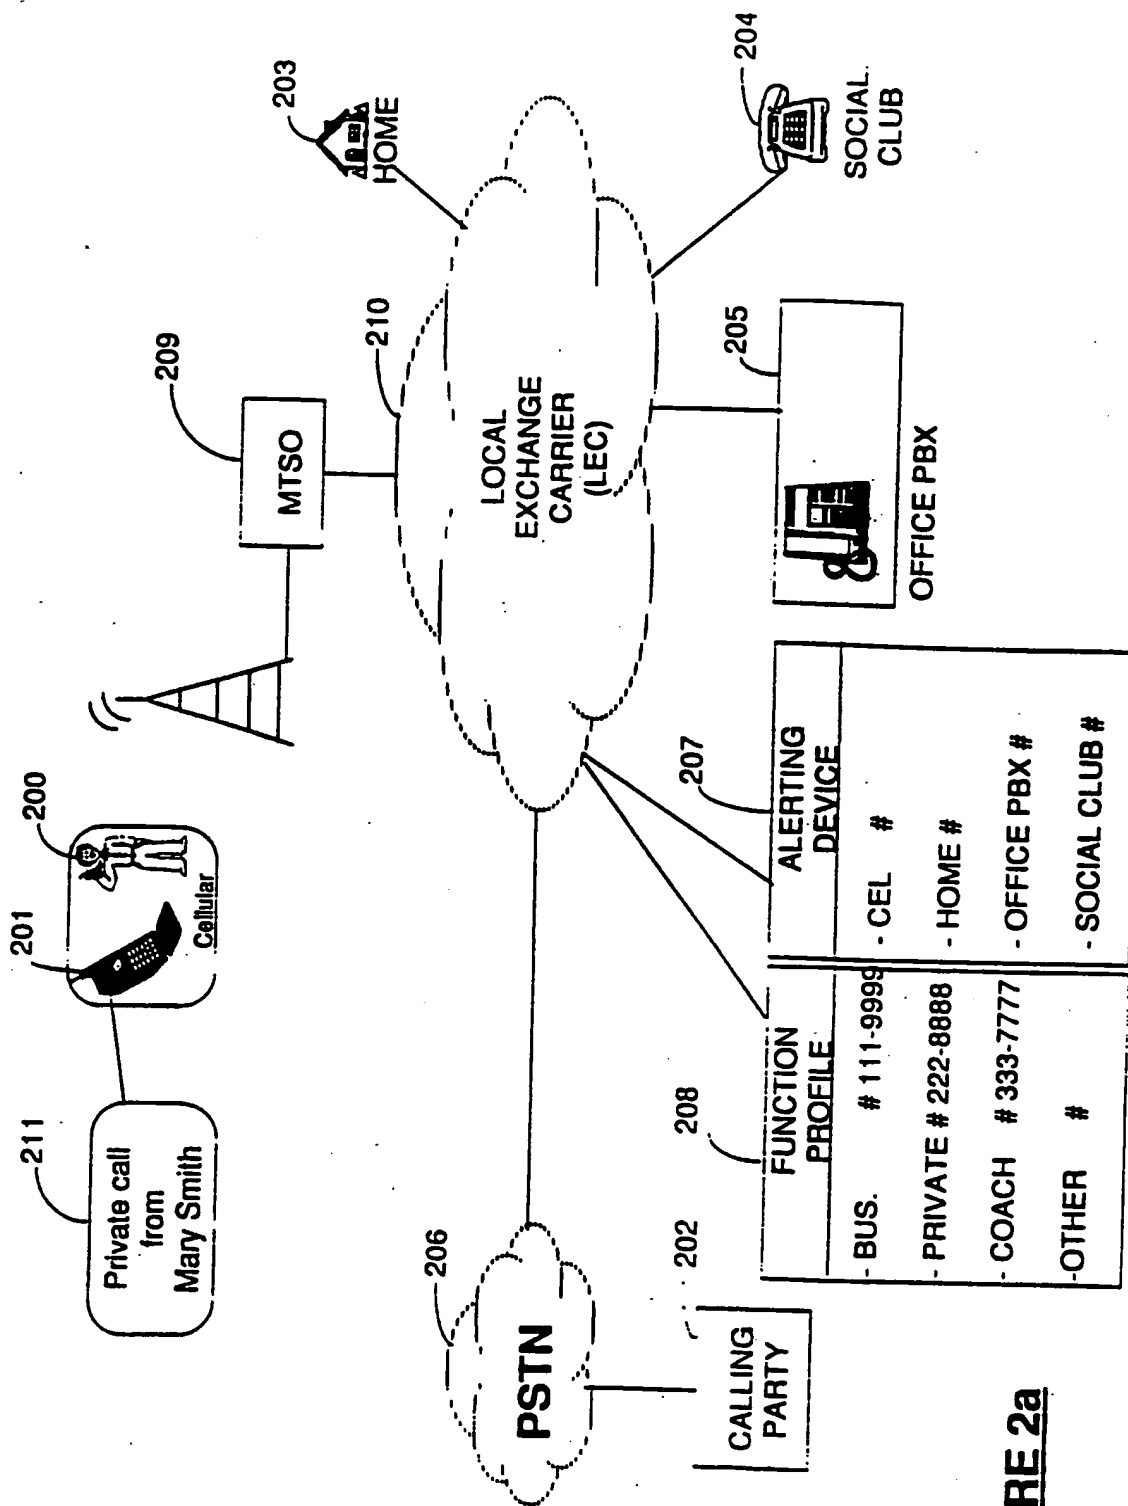 211
Private call
from
Mary Smith
201
200
Cellular
209
MTSO
203
HOME
210
LOCAL
EXCHANGE
CARRIER
(LEC)
204
SOCIAL
CLUB
206
PSTN
202
CALLING
PARTY
208
FUNCTION
PROFILE
- BUS. # 111-9999
- PRIVATE # 222-8888
- COACH # 333-7777
-OTHER #
207
ALERTING
DEVICE
- CEL #
- HOME #
- OFFICE PBX #
- SOCIAL CLUB #
205
OFFICE PBX
RE 2a